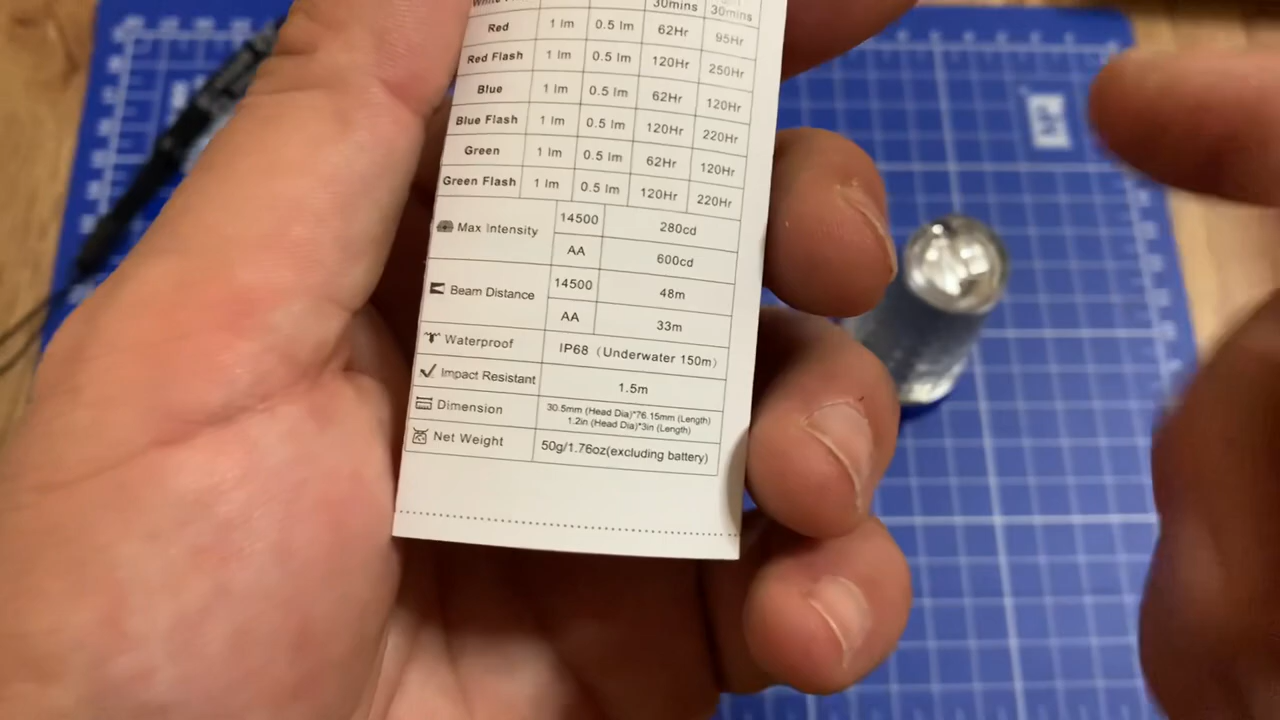 30mins 30mins
Red 1 lm 0.5 lm 62Hr 95Hr
Red Flash 1 lm 0.5 lm 120Hr 250Hr
Blue 1 lm 0.5 lm 62Hr 120Hr
Blue Flash 1 lm 0.5 lm 120Hr 220Hr
Green 1 lm 0.5 lm 62Hr 120Hr
Green Flash 1 lm 0.5 lm 120Hr 220Hr
Max Intensity 14500 280cd
AA 600cd
Beam Distance 14500 48m
AA 33m
Waterproof IP68 (Underwater 150m)
Impact Resistant 1.5m
Dimension 30.5mm (Head Dia)*76.15mm (Length)
1.2in (Head Dia)*3in (Length)
Net Weight 50g/1.76oz(excluding battery)